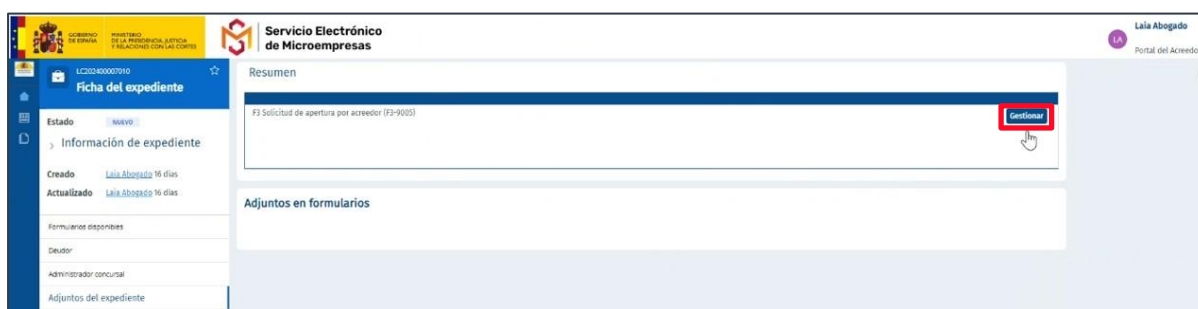 GOBIERNO
DE ESPAÑA
MINISTERIO
DE LA PRESIDENCIA, JUSTICIA
Y RELACIONES CON LAS CORTES
Servicio Electrónico
de Microempresas
LA
Laia Abogado
Portal del Acreedo
LC202400007010
Ficha del expediente
Estado NUEVO
Información de expediente
Creado Laia Abogado 16 días
Actualizado Laia Abogado 16 días
Formularios disponibles
Deudor
Administrador concursal
Adjuntos del expediente
Resumen
F3 Solicitud de apertura por acreedor (F3-9005)
Gestionar
Adjuntos en formularios